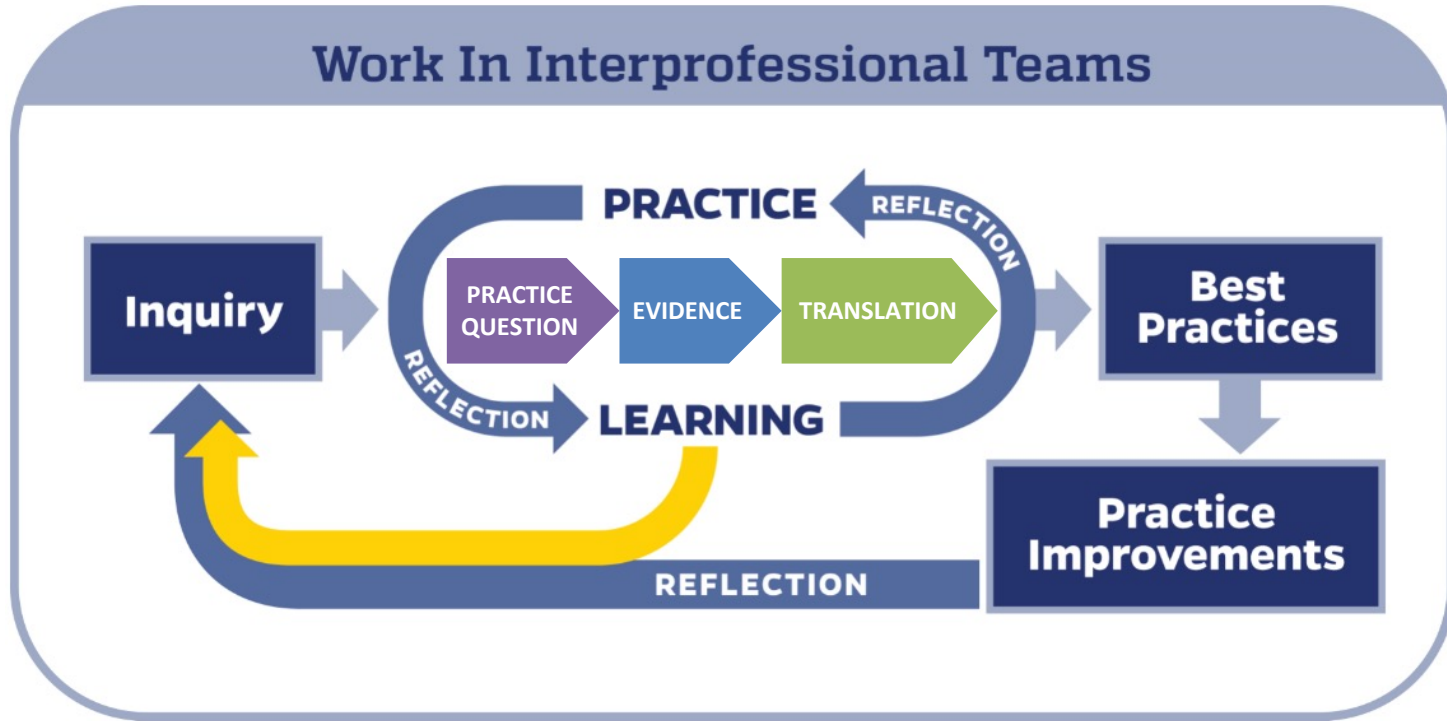 Work In Interprofessional Teams
Inquiry
PRACTICE
REFLECTION
PRACTICE
QUESTION
EVIDENCE
TRANSLATION
REFLECTION
LEARNING
Best
Practices
Practice
Improvements
REFLECTION